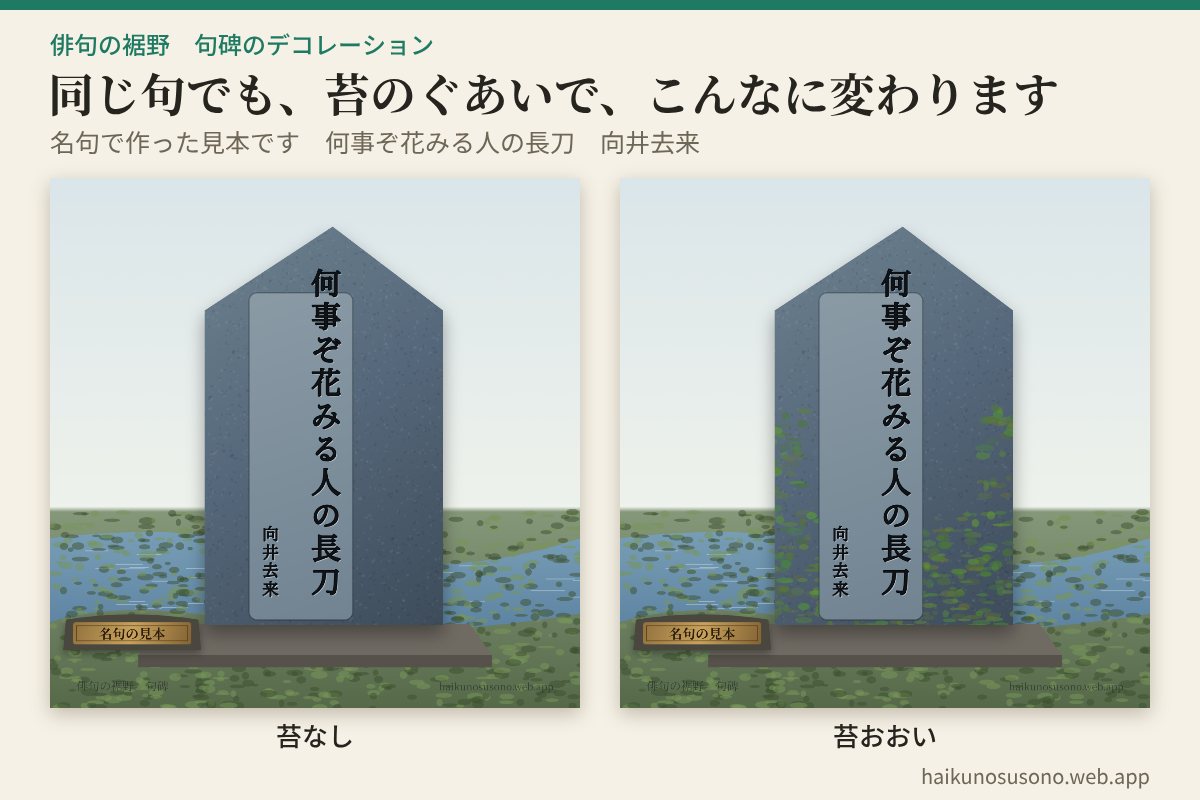 俳句の裾野　句碑のデコレーション
同じ句でも、苔のぐあいで、こんなに変わります
名句で作った見本です　何事ぞ花みる人の長刀　向井去来
何事ぞ花みる人の長刀
向井去来
名句の見本
俳句の裾野　句碑
haikunosusono.web.app
苔なし
何事ぞ花みる人の長刀
向井去来
名句の見本
俳句の裾野　句碑
haikunosusono.web.app
苔おおい
haikunosusono.web.app